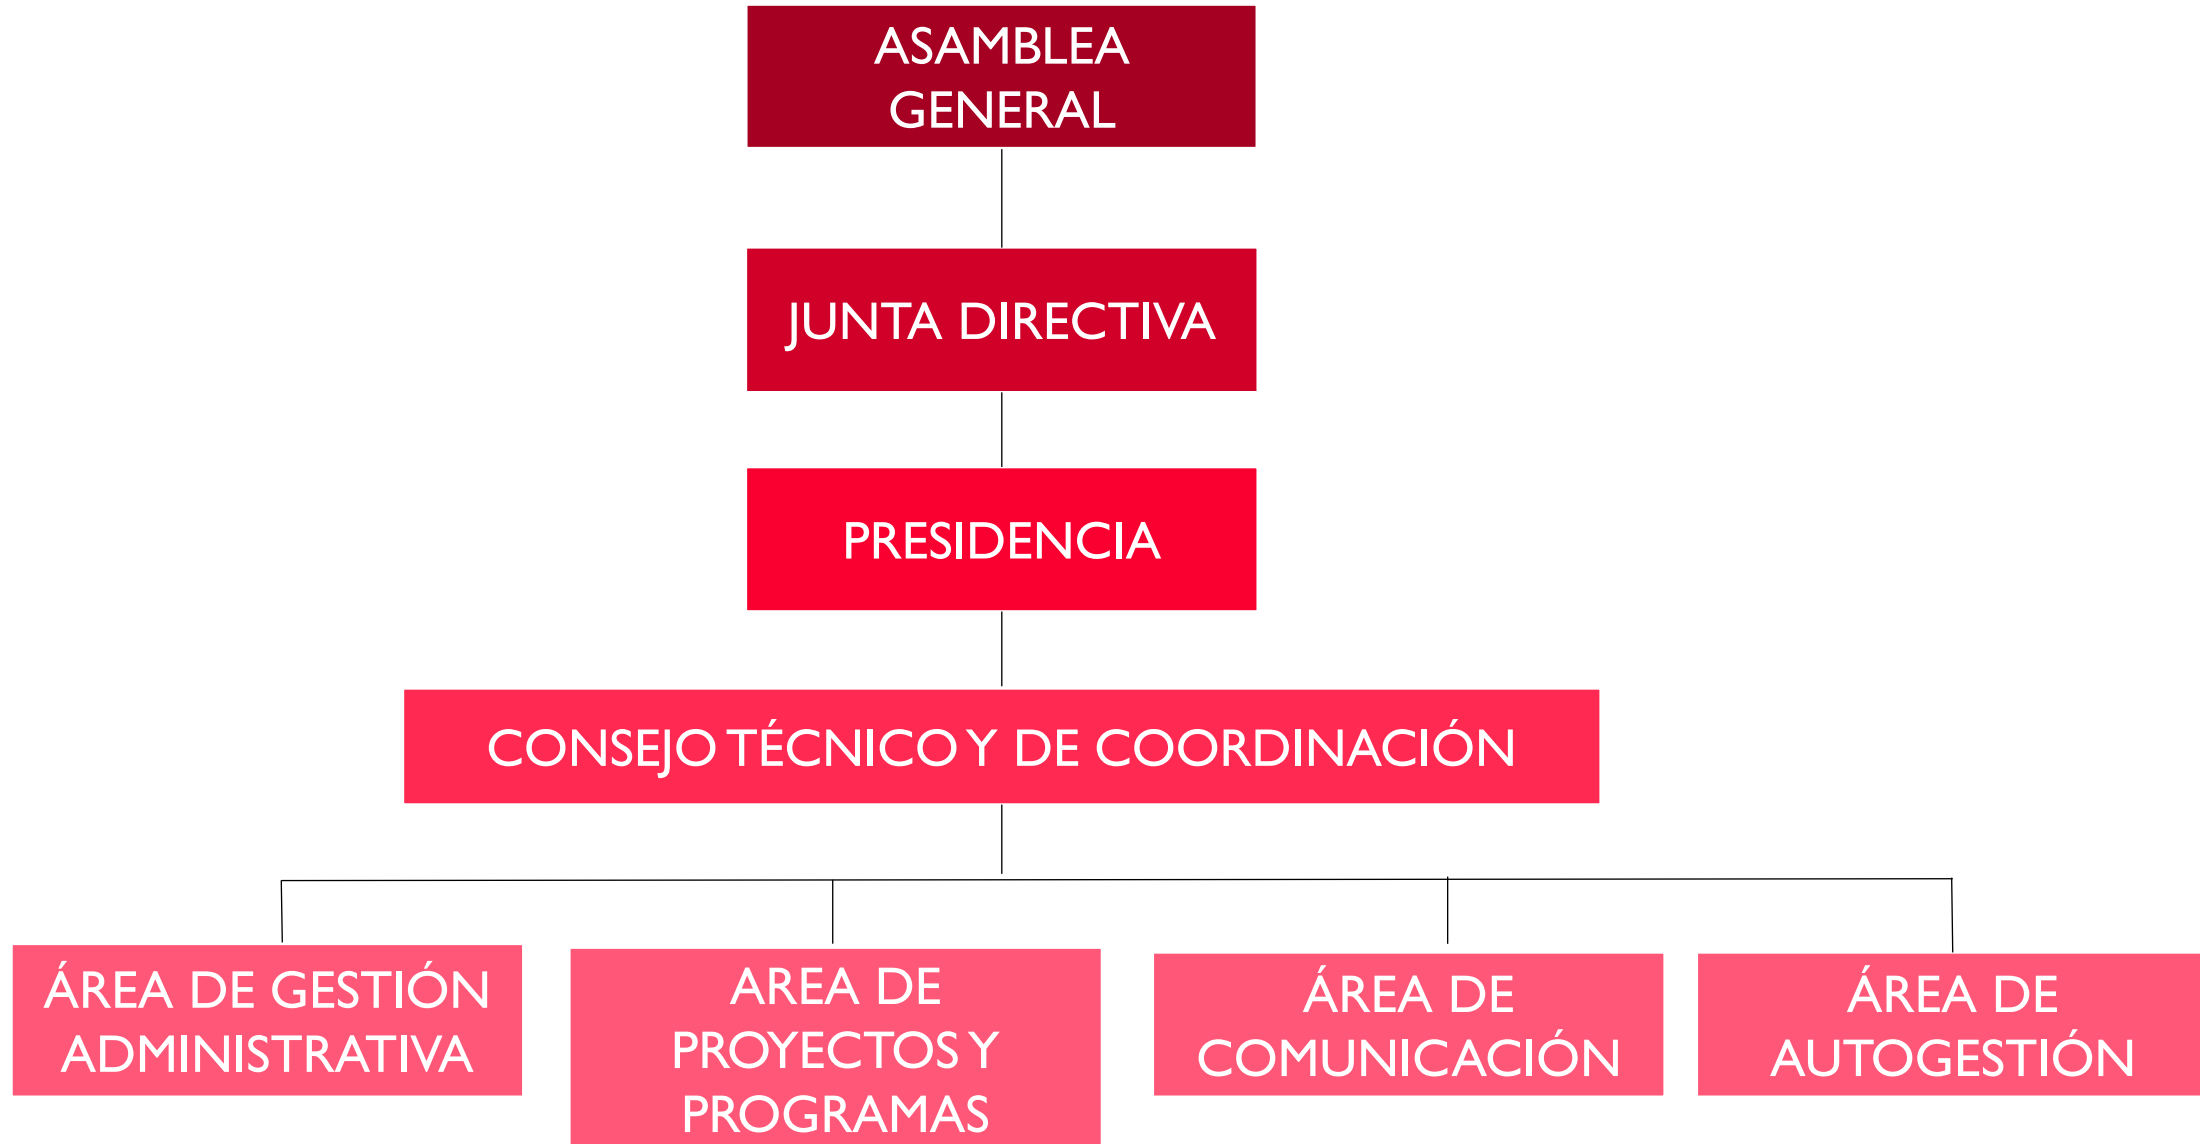 ASAMBLEA
GENERAL
JUNTA DIRECTIVA
PRESIDENCIA
CONSEJO TÉCNICO Y DE COORDINACIÓN
ÁREA DE GESTIÓN
ADMINISTRATIVA
AREA DE
PROYECTOS Y
PROGRAMAS
ÁREA DE
COMUNICACIÓN
ÁREA DE
AUTOGESTIÓN